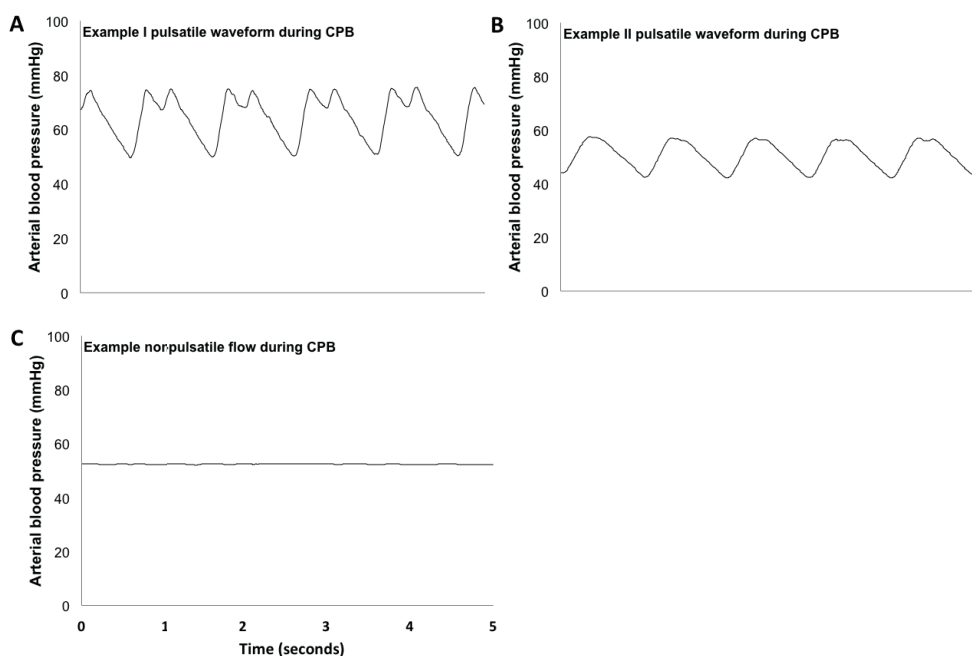 A
Example I pulsatile waveform during CPB
Arterial blood pressure (mmHg)
100
80
60
40
20
0
B
Example II pulsatile waveform during CPB
Arterial blood pressure (mmHg)
100
80
60
40
20
0
C
Example nonpulsatile flow during CPB
Arterial blood pressure (mmHg)
100
80
60
40
20
0
0 1 2 3 4 5
Time (seconds)